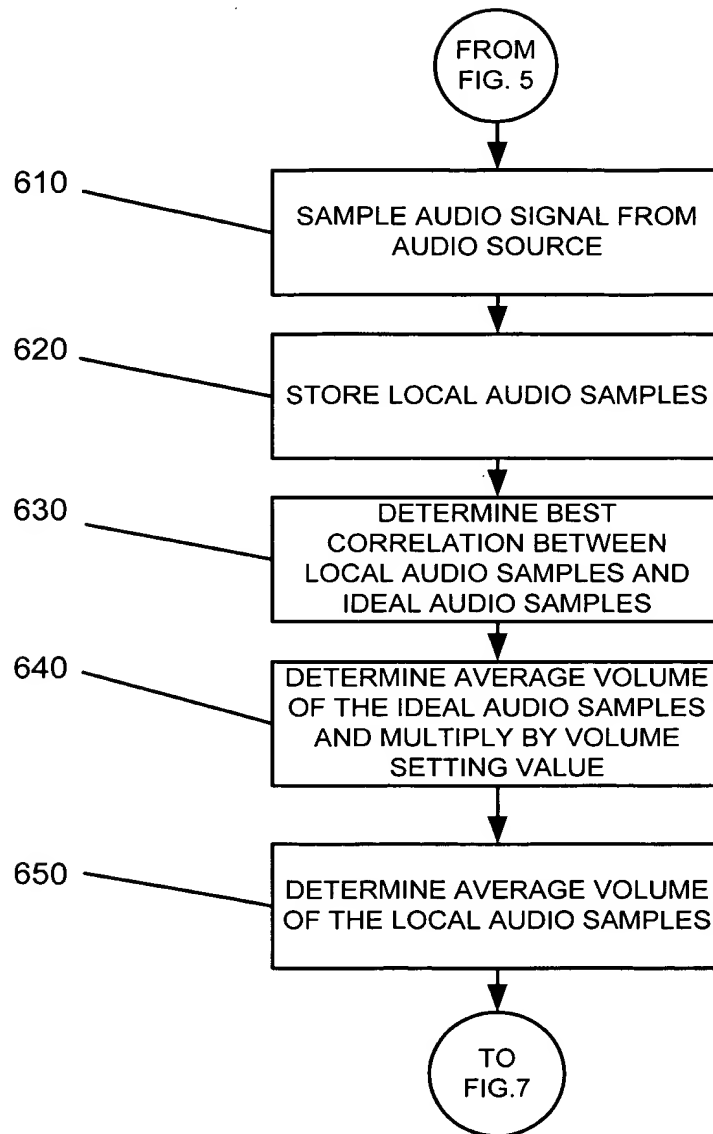 FROM
FIG. 5
610
SAMPLE AUDIO SIGNAL FROM
AUDIO SOURCE
620
STORE LOCAL AUDIO SAMPLES
630
DETERMINE BEST
CORRELATION BETWEEN
LOCAL AUDIO SAMPLES AND
IDEAL AUDIO SAMPLES
640
DETERMINE AVERAGE VOLUME
OF THE IDEAL AUDIO SAMPLES
AND MULTIPLY BY VOLUME
SETTING VALUE
650
DETERMINE AVERAGE VOLUME
OF THE LOCAL AUDIO SAMPLES
TO
FIG.7